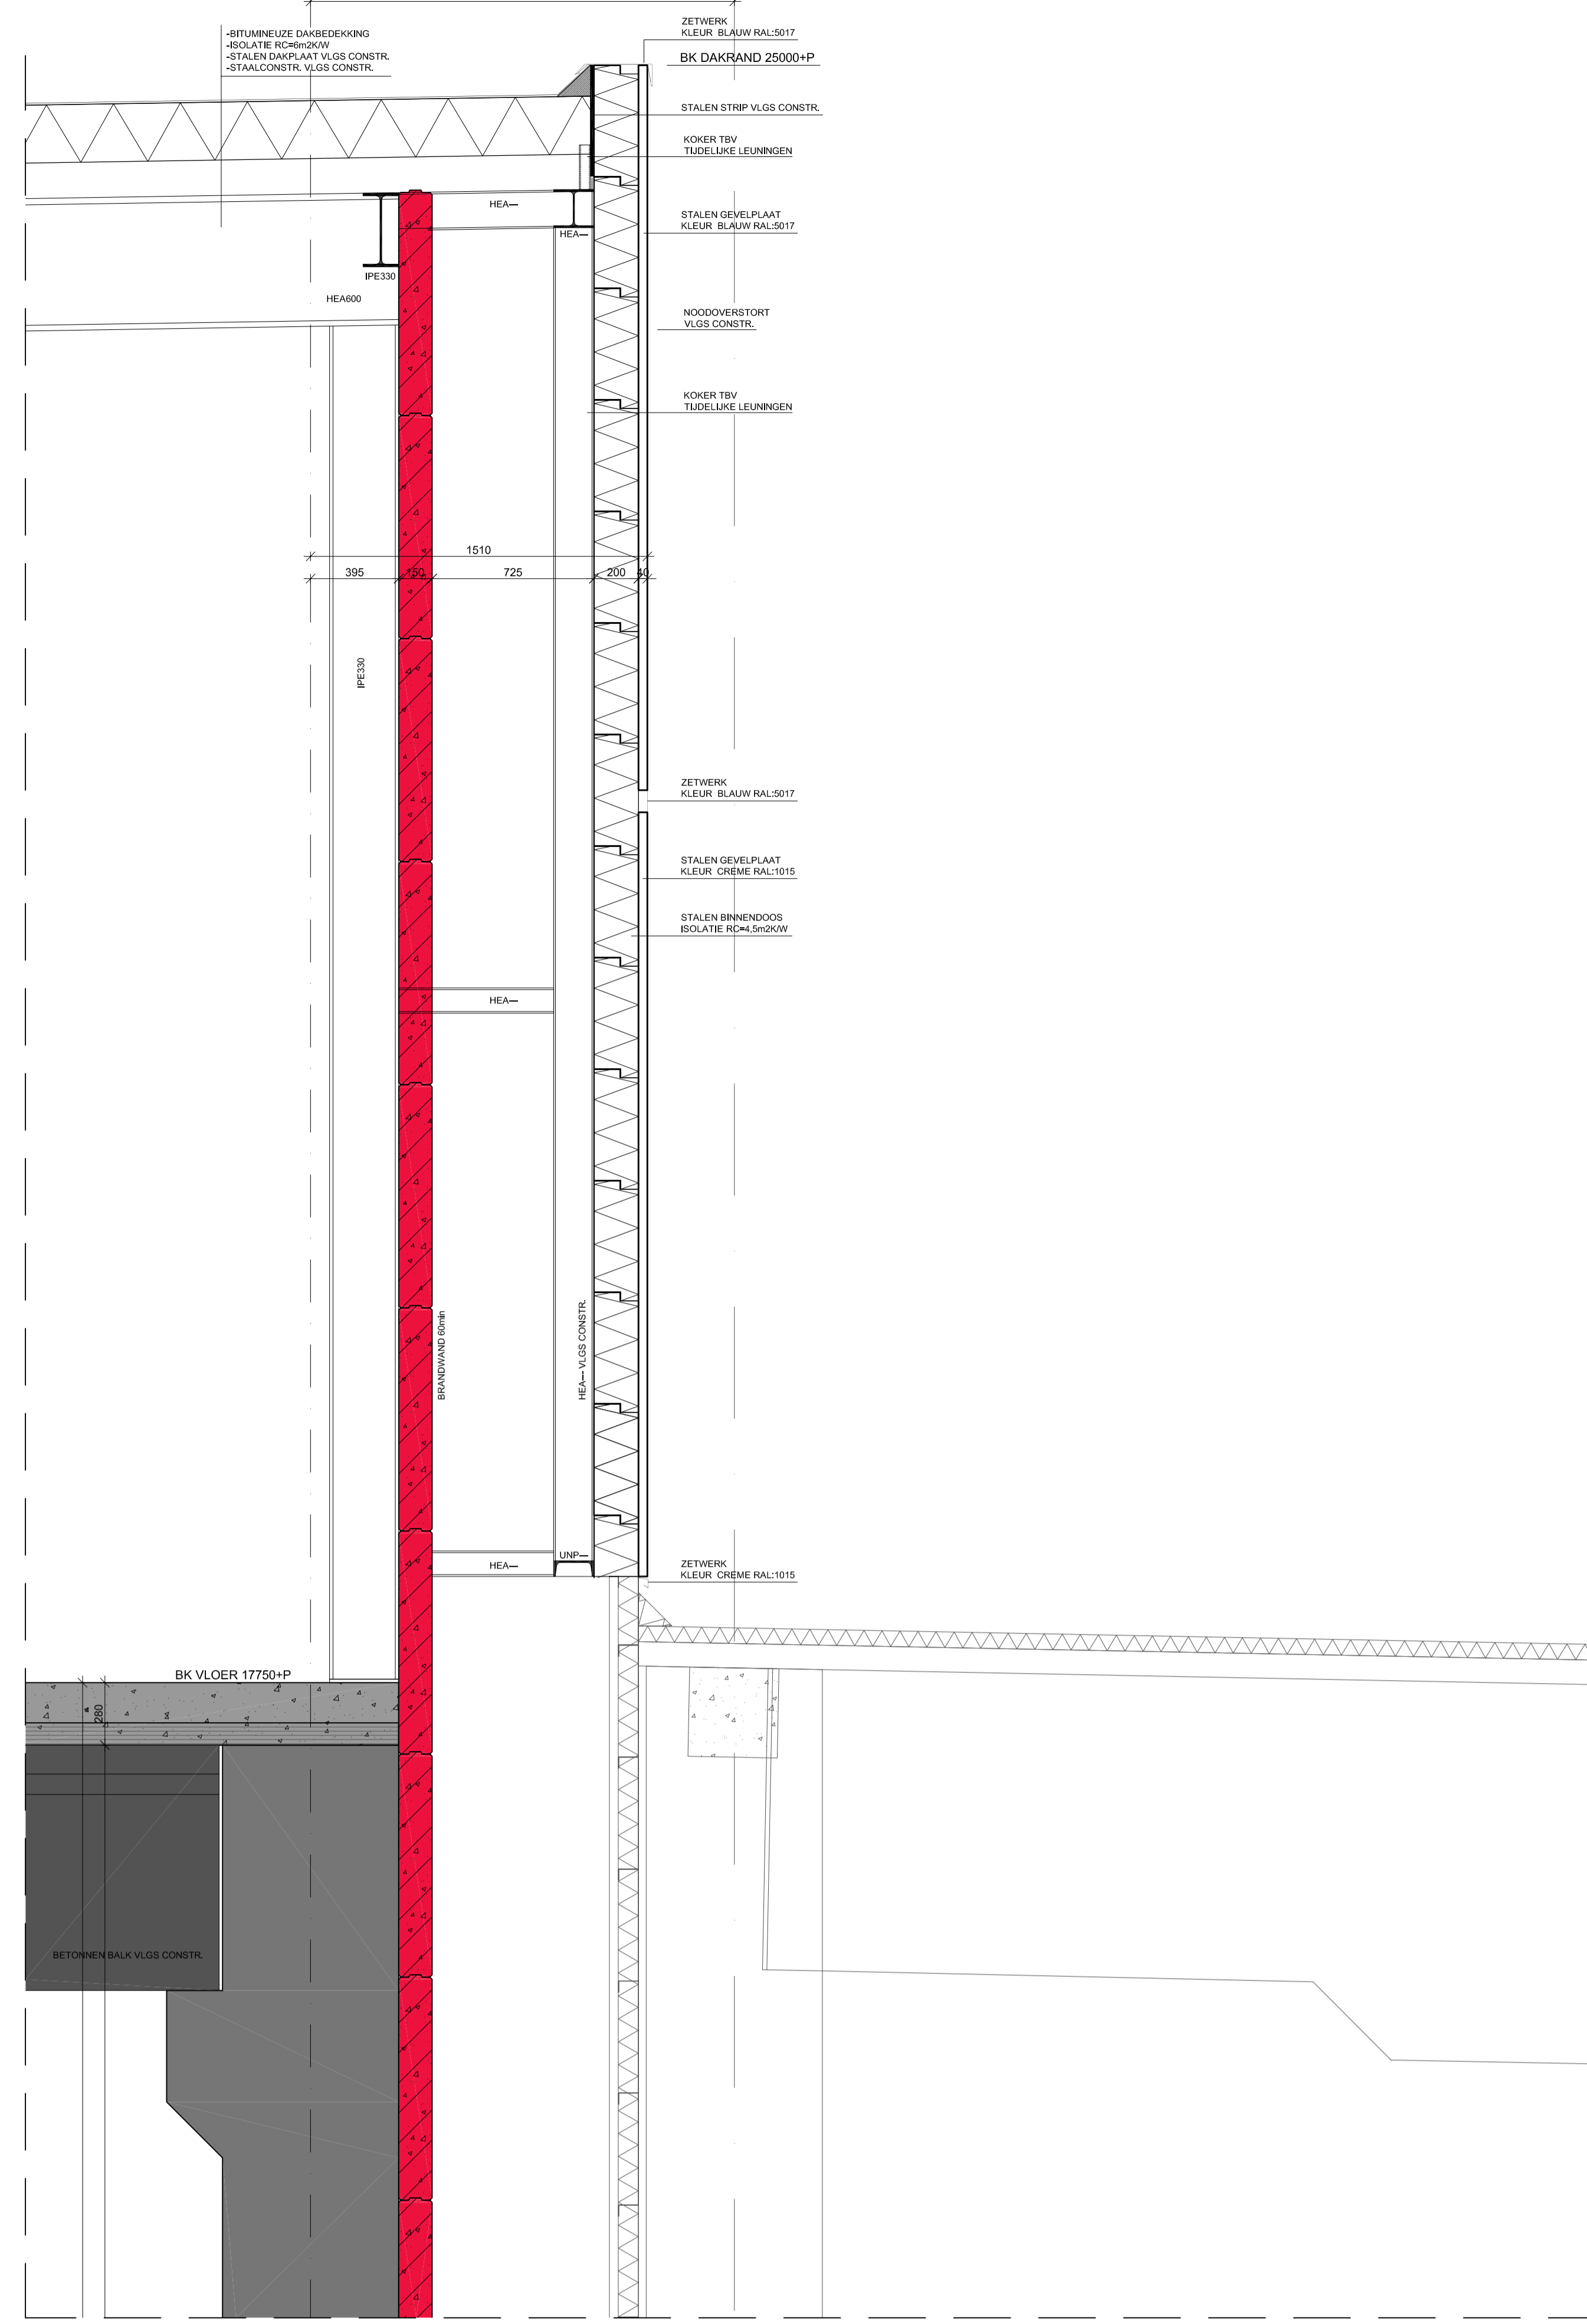 -BITUMINEUZE DAKBEDEKKING
-ISOLATIE RC=6m2K/W
-STALEN DAKPLAAT VLGS CONSTR.
-STAALCONSTR. VLGS CONSTR.
ZETWERK
KLEUR BLAUW RAL:5017
BK DAKRAND 25000+P
STALEN STRIP VLGS CONSTR.
KOKER TBV
TIJDELIJKE LEUNINGEN
HEA—
STALEN GEVELPLAAT
KLEUR BLAUW RAL:5017
HEA—
IPE330
HEA600
NOODOVERSTORT
VLGS CONSTR.
KOKER TBV
TIJDELIJKE LEUNINGEN
1510
395
150
725
200
40
IPE330
ZETWERK
KLEUR BLAUW RAL:5017
STALEN GEVELPLAAT
KLEUR CREME RAL:1015
STALEN BINNENDOOS
ISOLATIE RC=4,5m2K/W
HEA—
BRANDWAND 60min
HEA— VLGS CONSTR.
UNP—
HEA—
ZETWERK
KLEUR CREME RAL:1015
BK VLOER 17750+P
280
BETONNEN BALK VLGS CONSTR.